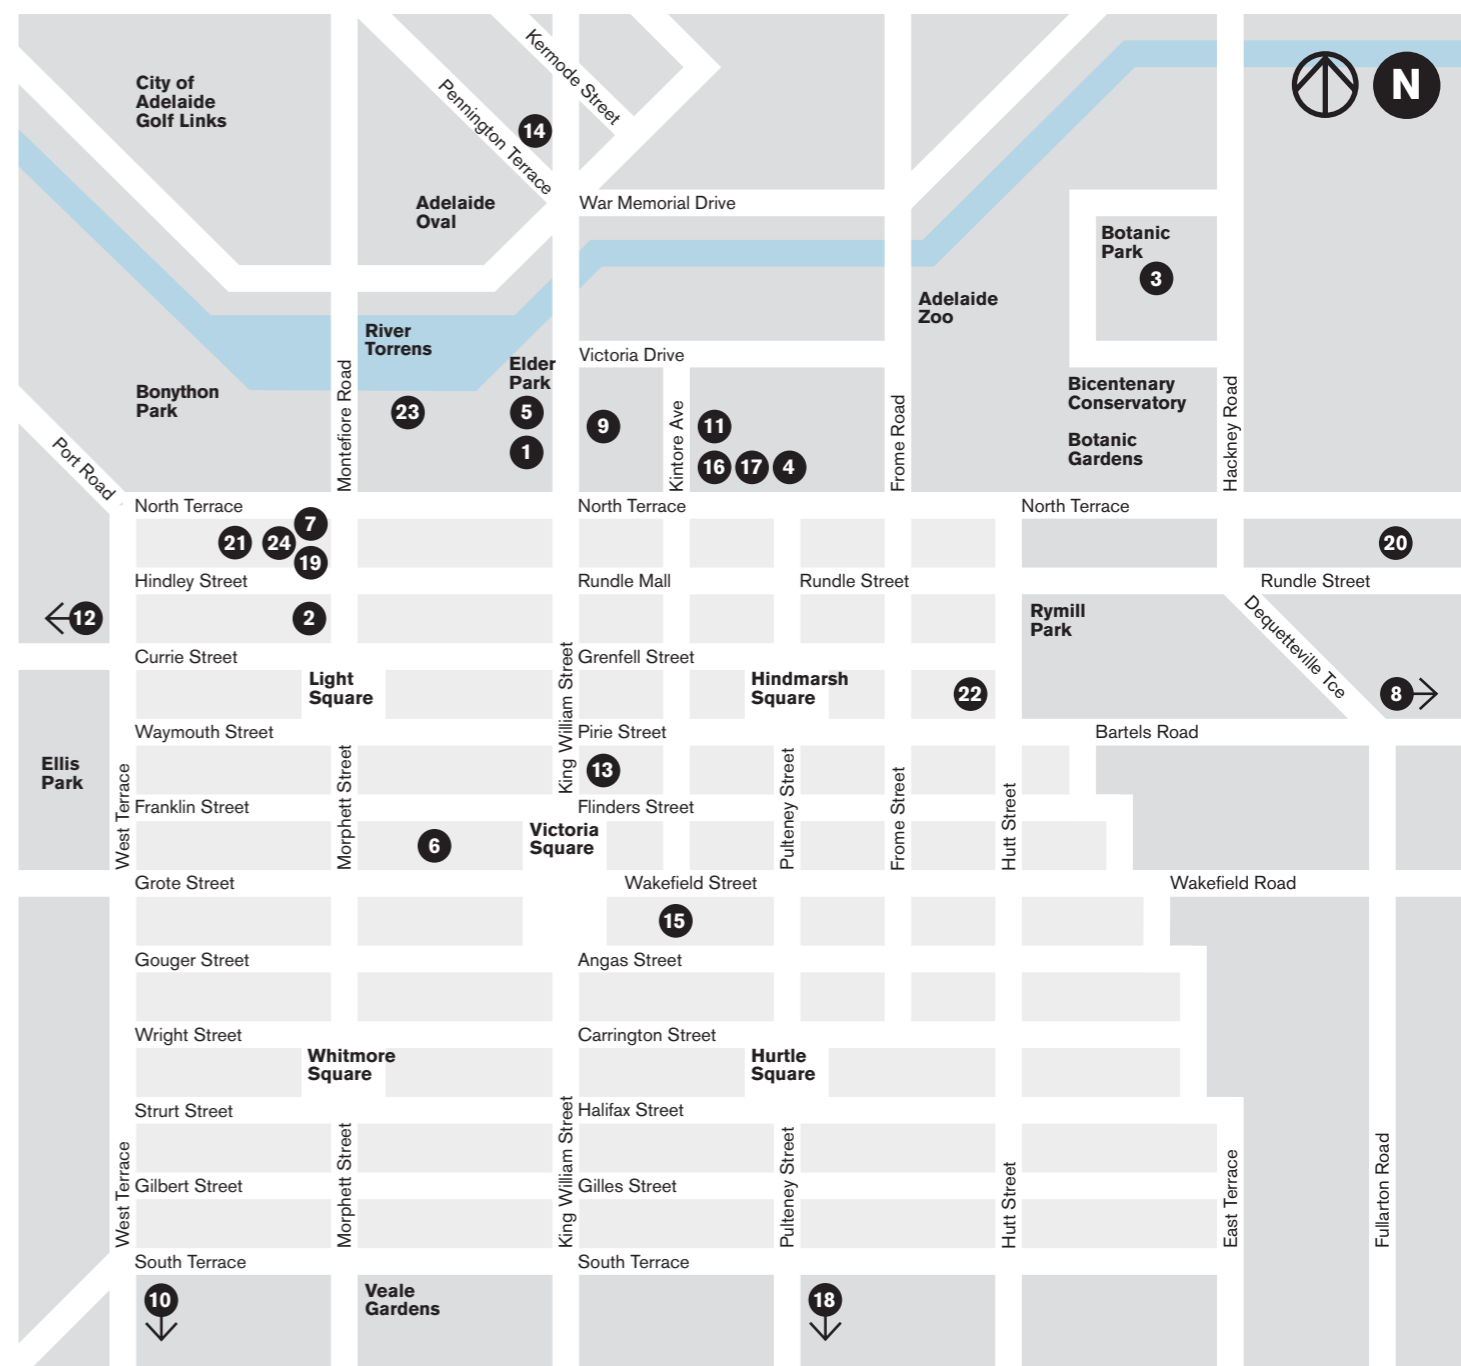 City of
Adelaide
Golf Links
Kermode Street
Pennington Terrace
14
N
Adelaide
Oval
War Memorial Drive
Botanic
Park
3
Adelaide
Zoo
River
Torrens
Victoria Drive
Elder
Park
Bonython
Park
Montefiore Road
23
5
1
9
Kintore Ave
11
16
17
4
Frome Road
Bicentenary
Conservatory
Botanic
Gardens
Hackney Road
Port Road
North Terrace
North Terrace
North Terrace
7
21
24
19
20
Hindley Street
Rundle Mall
Rundle Street
Rundle Street
12
2
Rymill
Park
Dequetteville Tce
Currie Street
King William Street
Grenfell Street
Light
Square
Hindmarsh
Square
22
8
Waymouth Street
Pirie Street
Bartels Road
Ellis
Park
West Terrace
Morphett Street
13
Pulteney Street
Frome Street
Hutt Street
Franklin Street
Flinders Street
6
Victoria
Square
Grote Street
Wakefield Street
Wakefield Road
15
Gouger Street
Angas Street
Wright Street
Carrington Street
Whitmore
Square
Hurtle
Square
Strurt Street
Halifax Street
West Terrace
Morphett Street
King William Street
Pulteney Street
Hutt Street
East Terrace
Fullarton Road
Gilbert Street
Gilles Street
South Terrace
South Terrace
10
Veale
Gardens
18